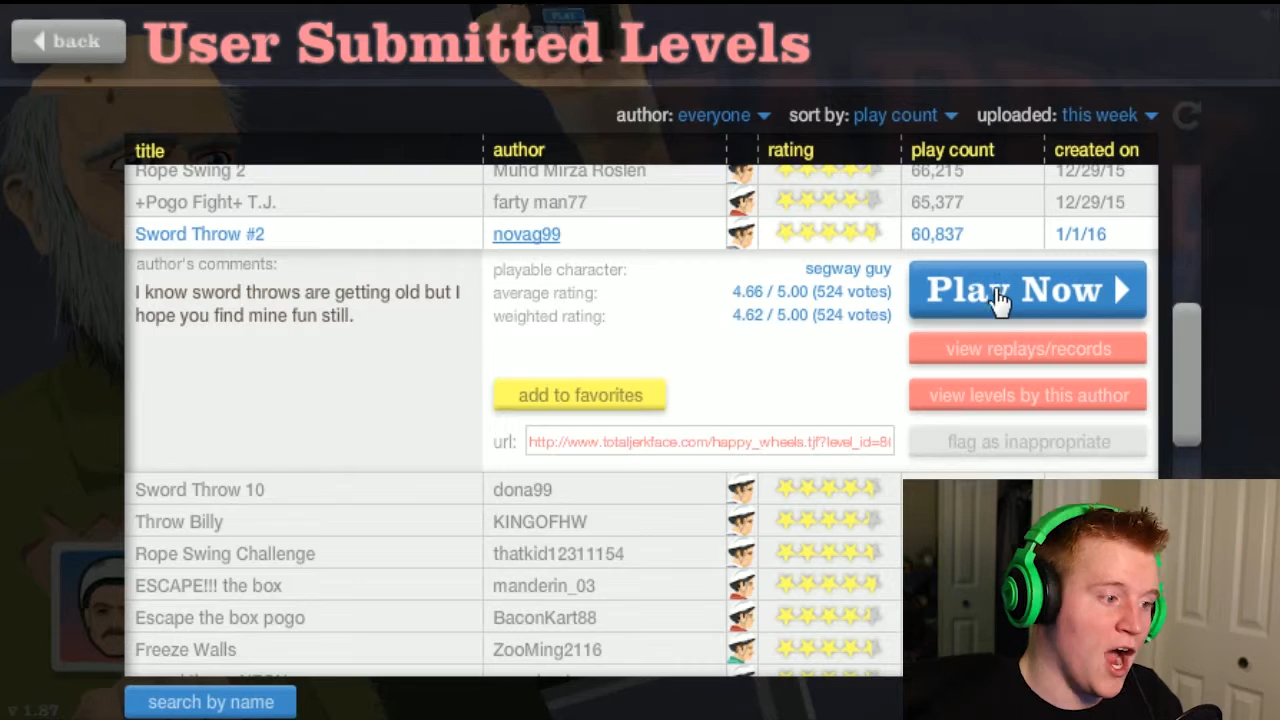 back
User Submitted Levels
author: everyone sort by: play count uploaded: this week
title author rating play count created on
Rope Swing 2 Muhd Mirza Roslen 66,215 12/29/15
+Pogo Fight+ T.J. farty man77 65,377 12/29/15
Sword Throw #2 novag99 60,837 1/1/16
author's comments:
I know sword throws are getting old but I
hope you find mine fun still.
playable character: segway guy
average rating: 4.66 / 5.00 (524 votes)
weighted rating: 4.62 / 5.00 (524 votes)
Play Now
view replays/records
add to favorites
view levels by this author
url: http://www.totaljerkface.com/happy_wheels.tjf?level_id=8
flag as inappropriate
Sword Throw 10 dona99
Throw Billy KINGOFHW
Rope Swing Challenge thatkid12311154
ESCAPE!!! the box manderin_03
Escape the box pogo BaconKart88
Freeze Walls ZooMing2116
search by name
v 1.87